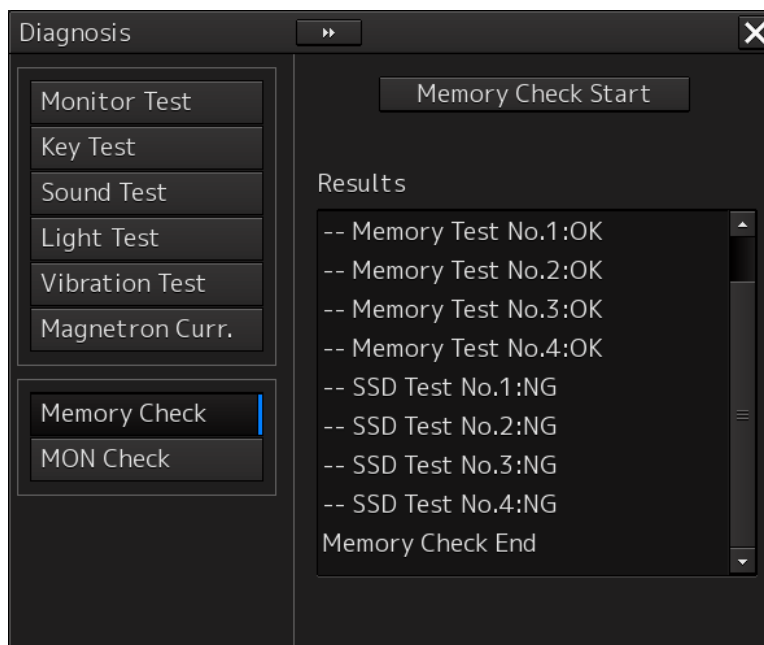 Diagnosis
Monitor Test
Key Test
Sound Test
Light Test
Vibration Test
Magnetron Curr.
Memory Check
MON Check
Memory Check Start
Results
-- Memory Test No.1:OK
-- Memory Test No.2:OK
-- Memory Test No.3:OK
-- Memory Test No.4:OK
-- SSD Test No.1:NG
-- SSD Test No.2:NG
-- SSD Test No.3:NG
-- SSD Test No.4:NG
Memory Check End